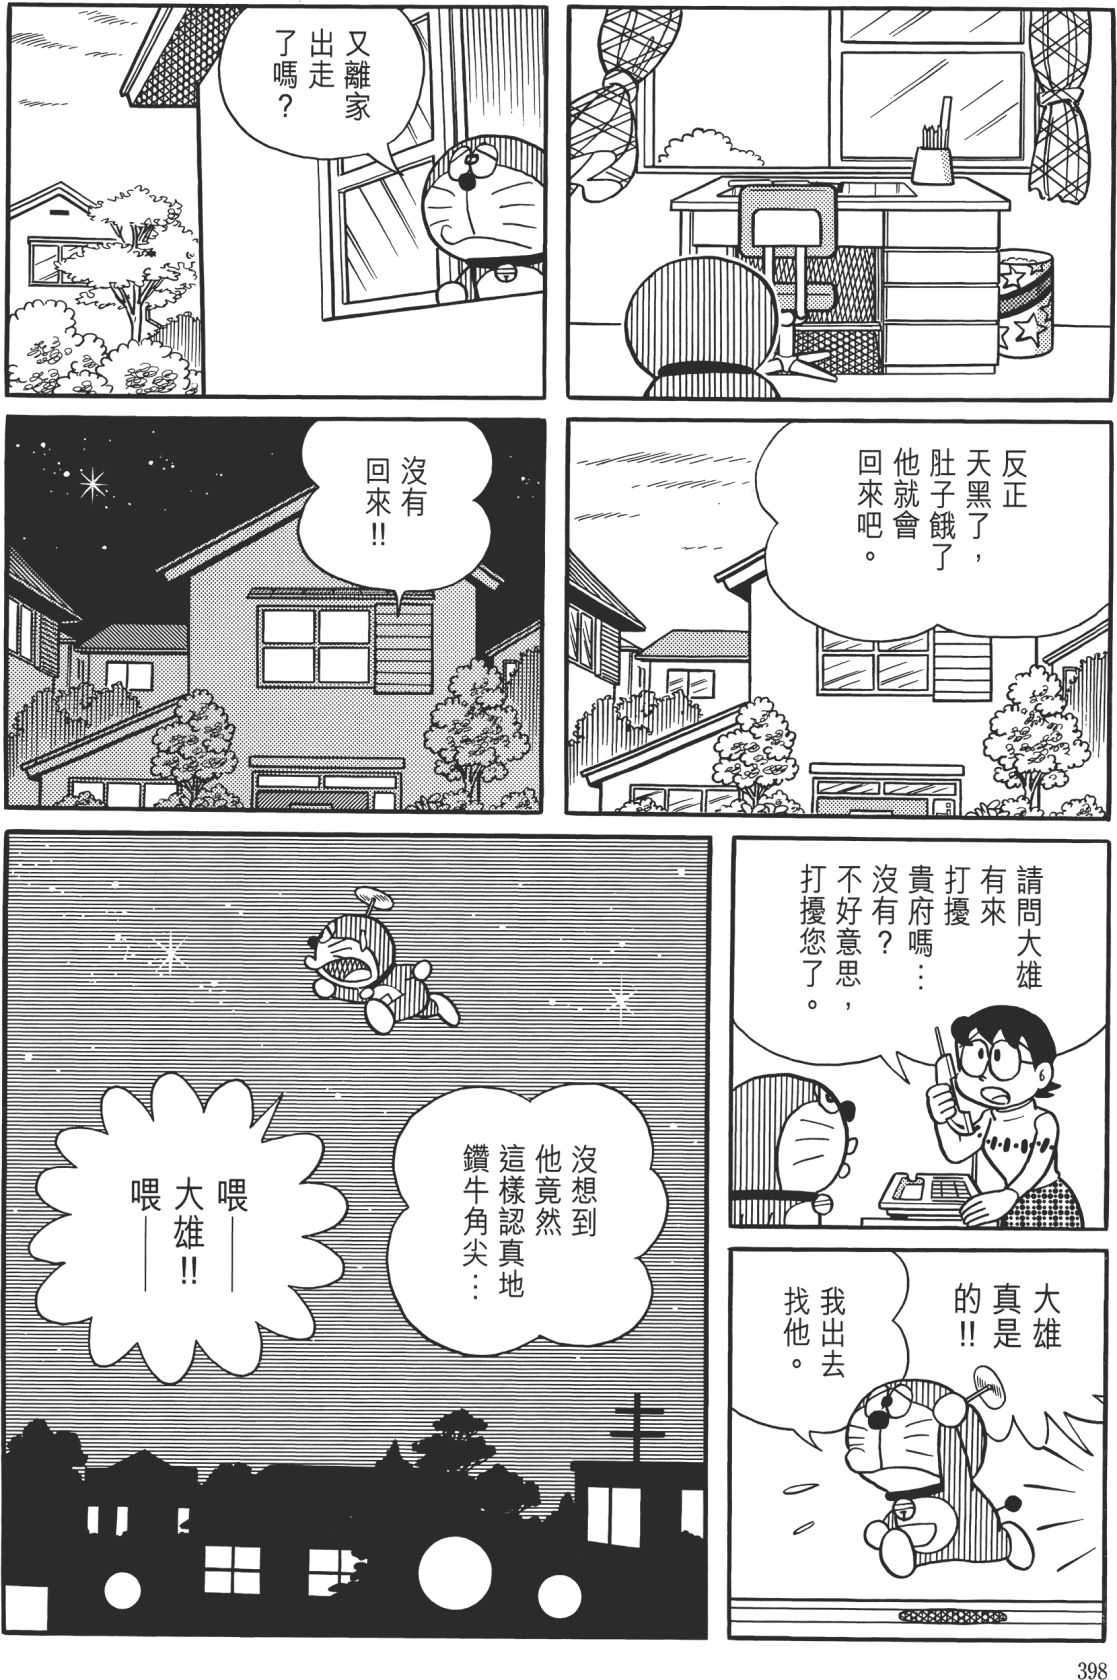 又離家
出走
了嗎?
反正
天黑了,
肚子餓了
他就會
回來吧。
沒有
回來!!
請問大雄
有來
打擾
貴府嗎…
沒有?
不好意思,
打擾您了。
大雄
真是
的!!
我出去
找他。
沒想到
他竟然
這樣認真地
鑽牛角尖…
喂——
大雄!!
喂——
398